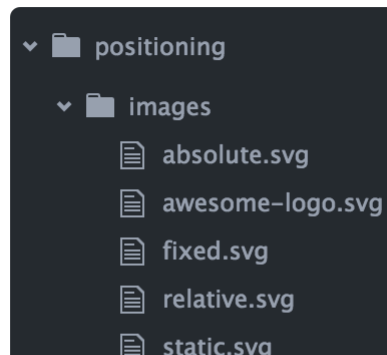 positioning
images
absolute.svg
awesome-logo.svg
fixed.svg
relative.svg
static.svg